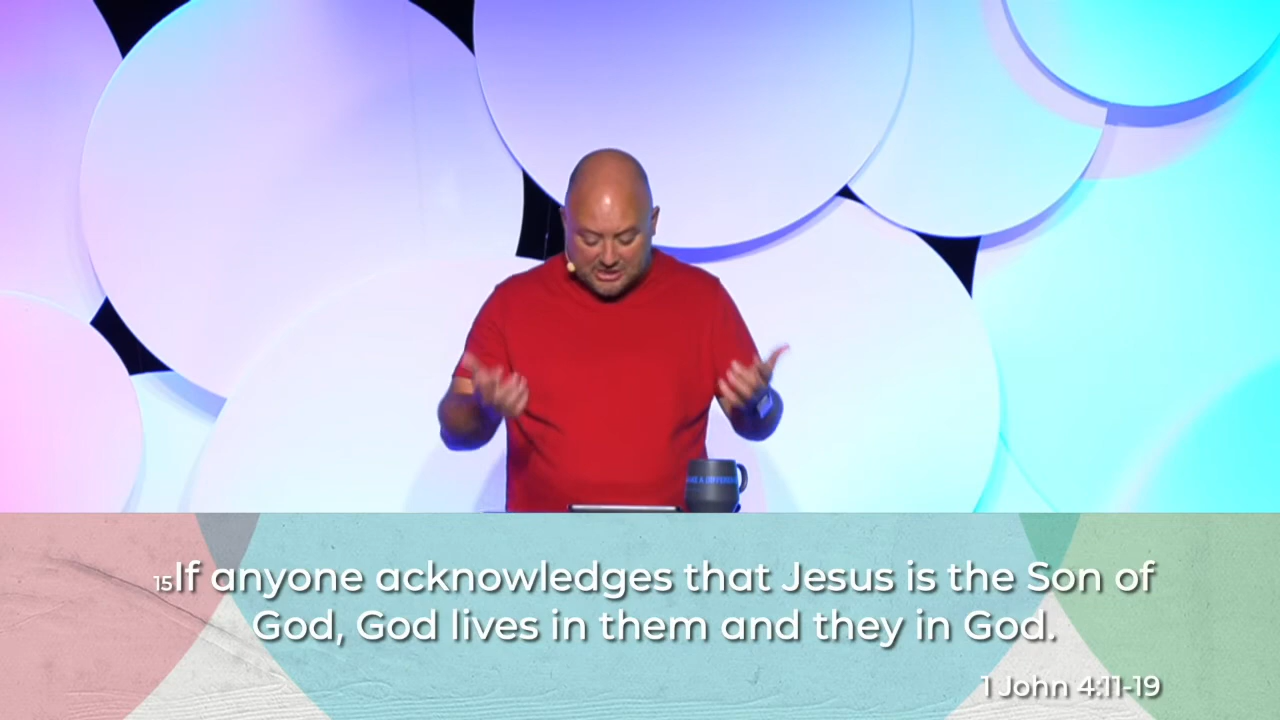 15If anyone acknowledges that Jesus is the Son of
God, God lives in them and they in God.
1 John 4:11-19